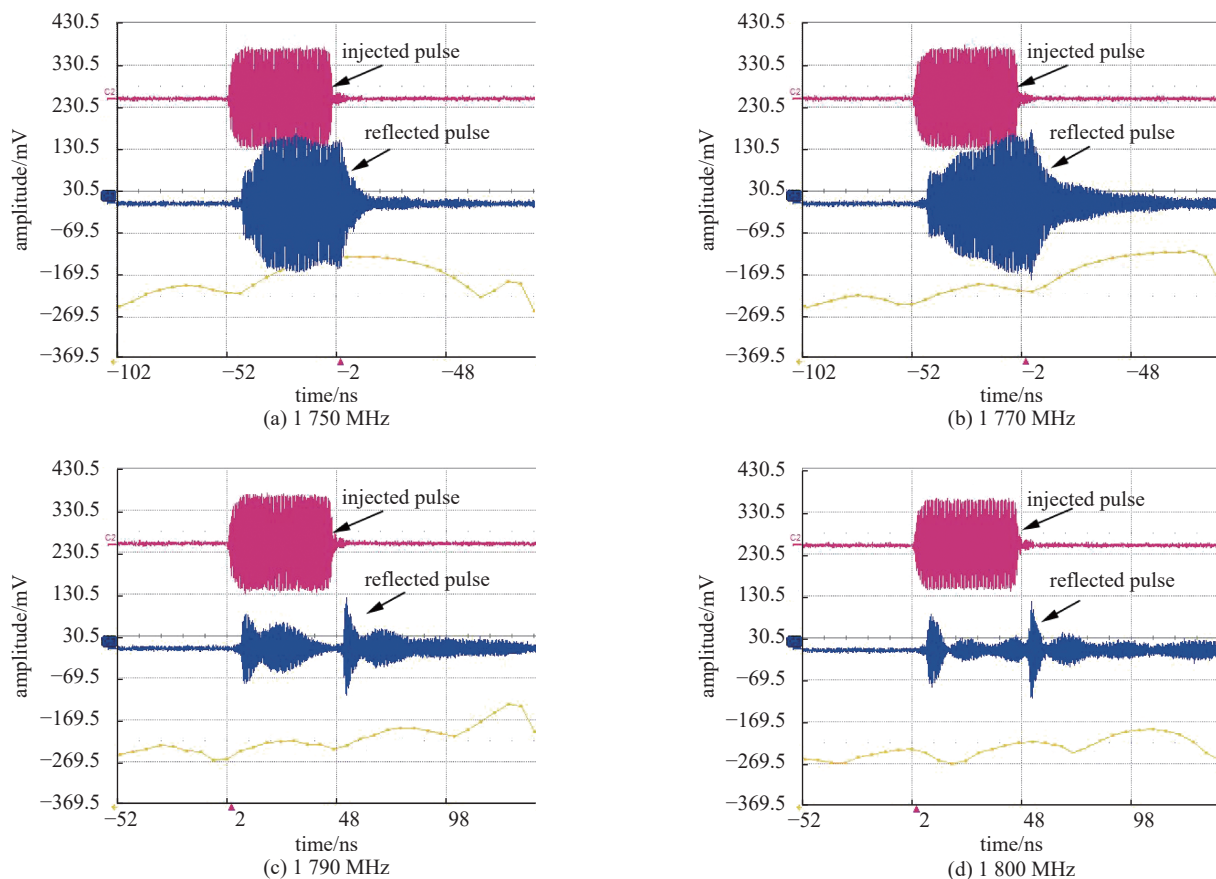 430.5
330.5
230.5
130.5
30.5
−69.5
−169.5
−269.5
−369.5
amplitude/mV
C2
injected pulse
reflected pulse
−102
−52
−2
−48
time/ns
(a) 1 750 MHz
430.5
330.5
230.5
130.5
30.5
−69.5
−169.5
−269.5
−369.5
amplitude/mV
C2
injected pulse
reflected pulse
−102
−52
−2
−48
time/ns
(b) 1 770 MHz
430.5
330.5
230.5
130.5
30.5
−69.5
−169.5
−269.5
−369.5
amplitude/mV
C2
injected pulse
reflected pulse
−52
2
48
98
time/ns
(c) 1 790 MHz
430.5
330.5
230.5
130.5
30.5
−69.5
−169.5
−269.5
−369.5
amplitude/mV
C2
injected pulse
reflected pulse
−52
2
48
98
time/ns
(d) 1 800 MHz